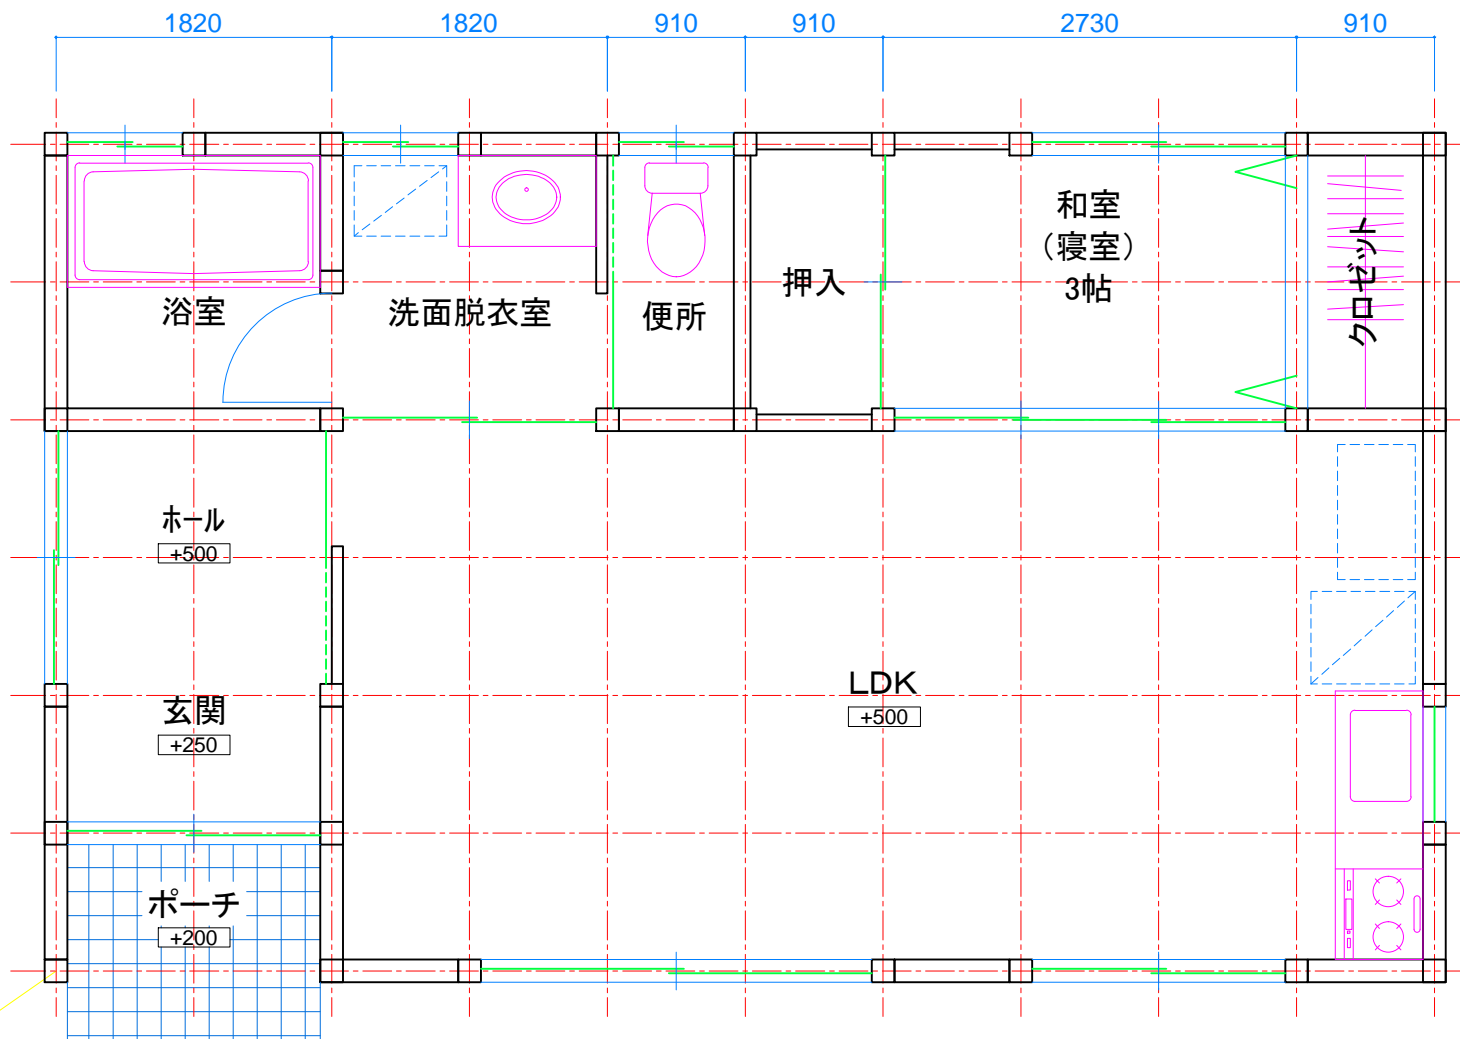 1820
1820
910
910
2730
910
浴室
洗面脱衣室
便所
押入
和室
（寝室）
3帖
クロゼット
ホール
+500
玄関
+250
LDK
+500
ポーチ
+200